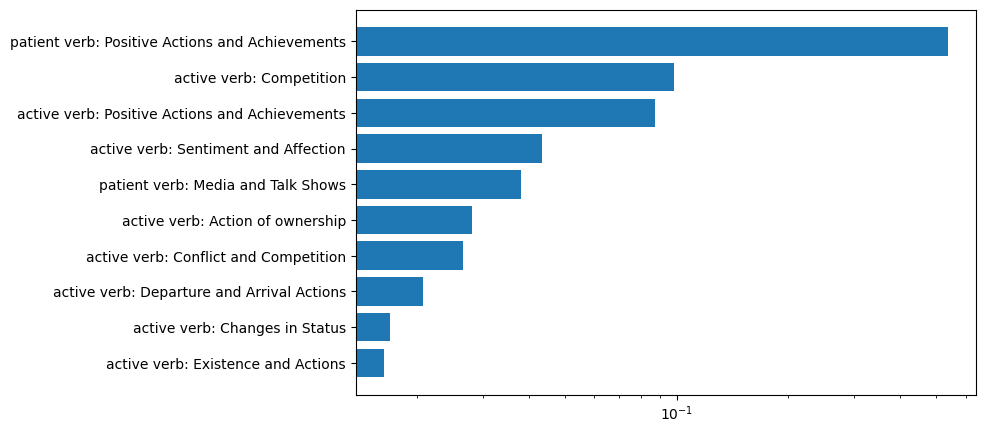 patient verb: Positive Actions and Achievements
active verb: Competition
active verb: Positive Actions and Achievements
active verb: Sentiment and Affection
patient verb: Media and Talk Shows
active verb: Action of ownership
active verb: Conflict and Competition
active verb: Departure and Arrival Actions
active verb: Changes in Status
active verb: Existence and Actions
10⁻¹